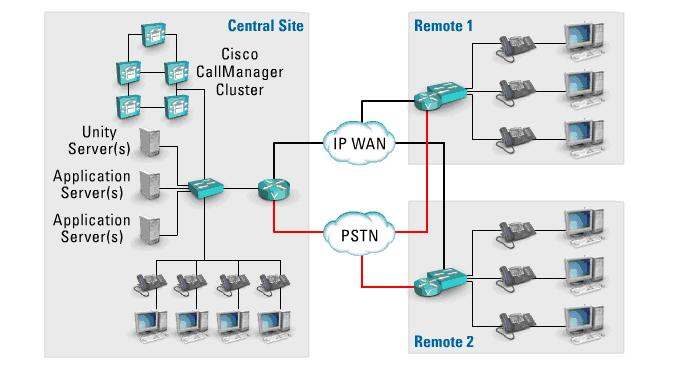 Central Site
Cisco
CallManager
Cluster
Unity
Server(s)
Application
Server(s)
Application
Server(s)
IP WAN
PSTN
Remote 1
Remote 2